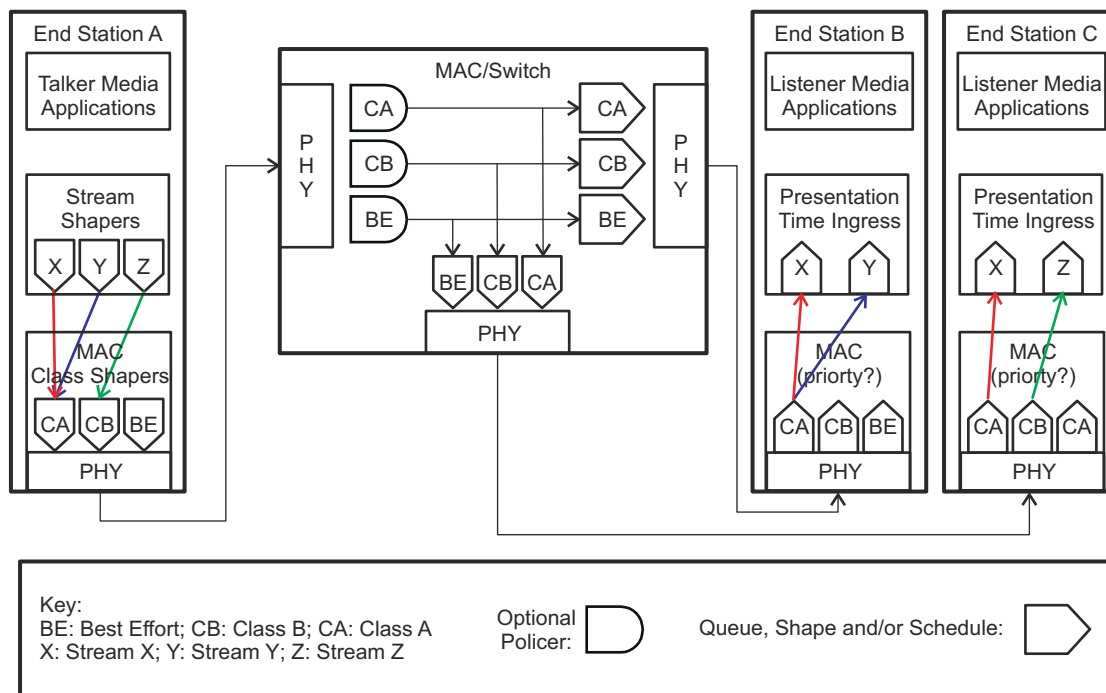 End Station A
Talker Media
Applications
Stream
Shapers
X
Y
Z
MAC
Class Shapers
CA
CB
BE
PHY
MAC/Switch
P
H
Y
CA
CB
BE
CA
CB
BE
P
H
Y
BE
CB
CA
PHY
End Station B
Listener Media
Applications
Presentation
Time Ingress
X
Y
MAC
(priorty?)
CA
CB
BE
PHY
End Station C
Listener Media
Applications
Presentation
Time Ingress
X
Z
MAC
(priorty?)
CA
CB
CA
PHY
Key:
BE: Best Effort; CB: Class B; CA: Class A
X: Stream X; Y: Stream Y; Z: Stream Z
Optional
Policer:
Queue, Shape and/or Schedule: